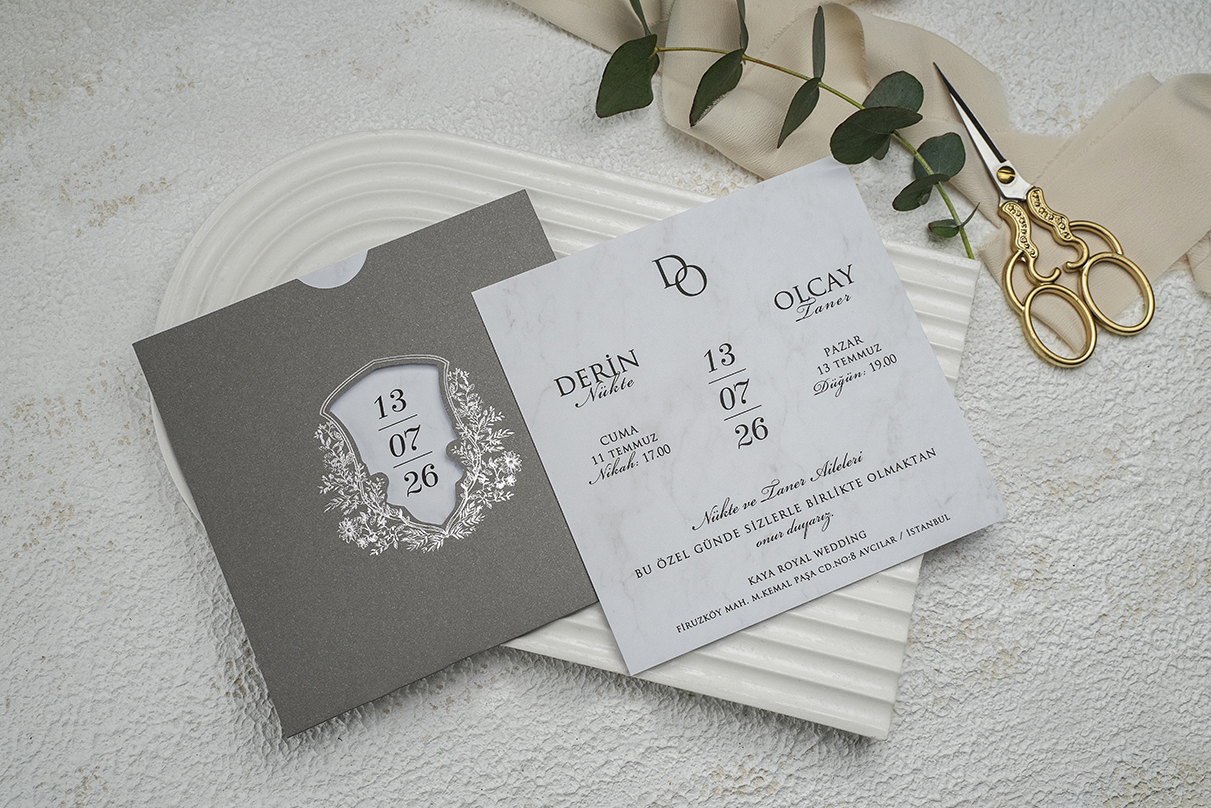 13
07
26
DO
DERİN
Nükte
OLCAY
Taner
13
07
26
CUMA
11 TEMMUZ
Nikah: 17.00
PAZAR
13 TEMMUZ
Düğün: 19.00
Nükte ve Taner Aileleri
BU ÖZEL GÜNDE SİZLERLE BİRLİKTE OLMAKTAN
onur duyarız.
KAYA ROYAL WEDDİNG
FİRUZKÖY MAH. M.KEMAL PAŞA CD.NO:8 AVCILAR / İSTANBUL